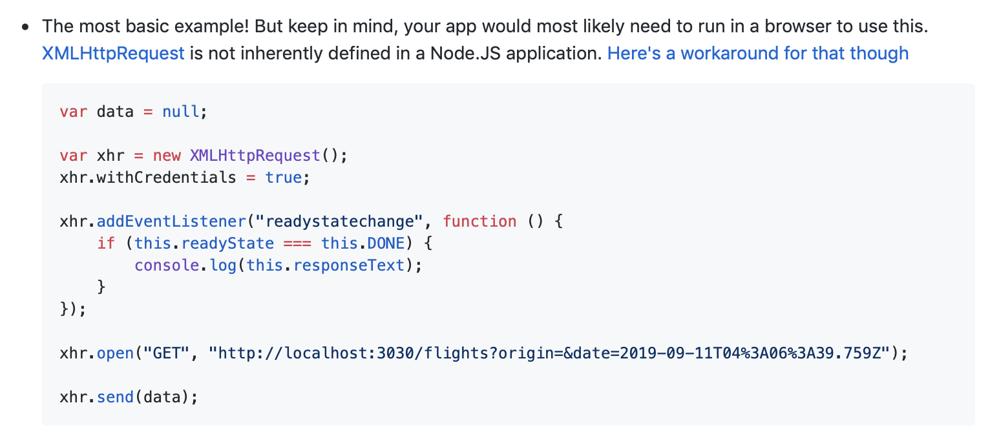 The most basic example! But keep in mind, your app would most likely need to run in a browser to use this.
XMLHttpRequest is not inherently defined in a Node.JS application. Here's a workaround for that though
var data = null;
var xhr = new XMLHttpRequest();
xhr.withCredentials = true;
xhr.addEventListener("readystatechange", function () {
    if (this.readyState === this.DONE) {
        console.log(this.responseText);
    }
});
xhr.open("GET", "http://localhost:3030/flights?origin=&date=2019-09-11T04%3A06%3A39.759Z");
xhr.send(data);